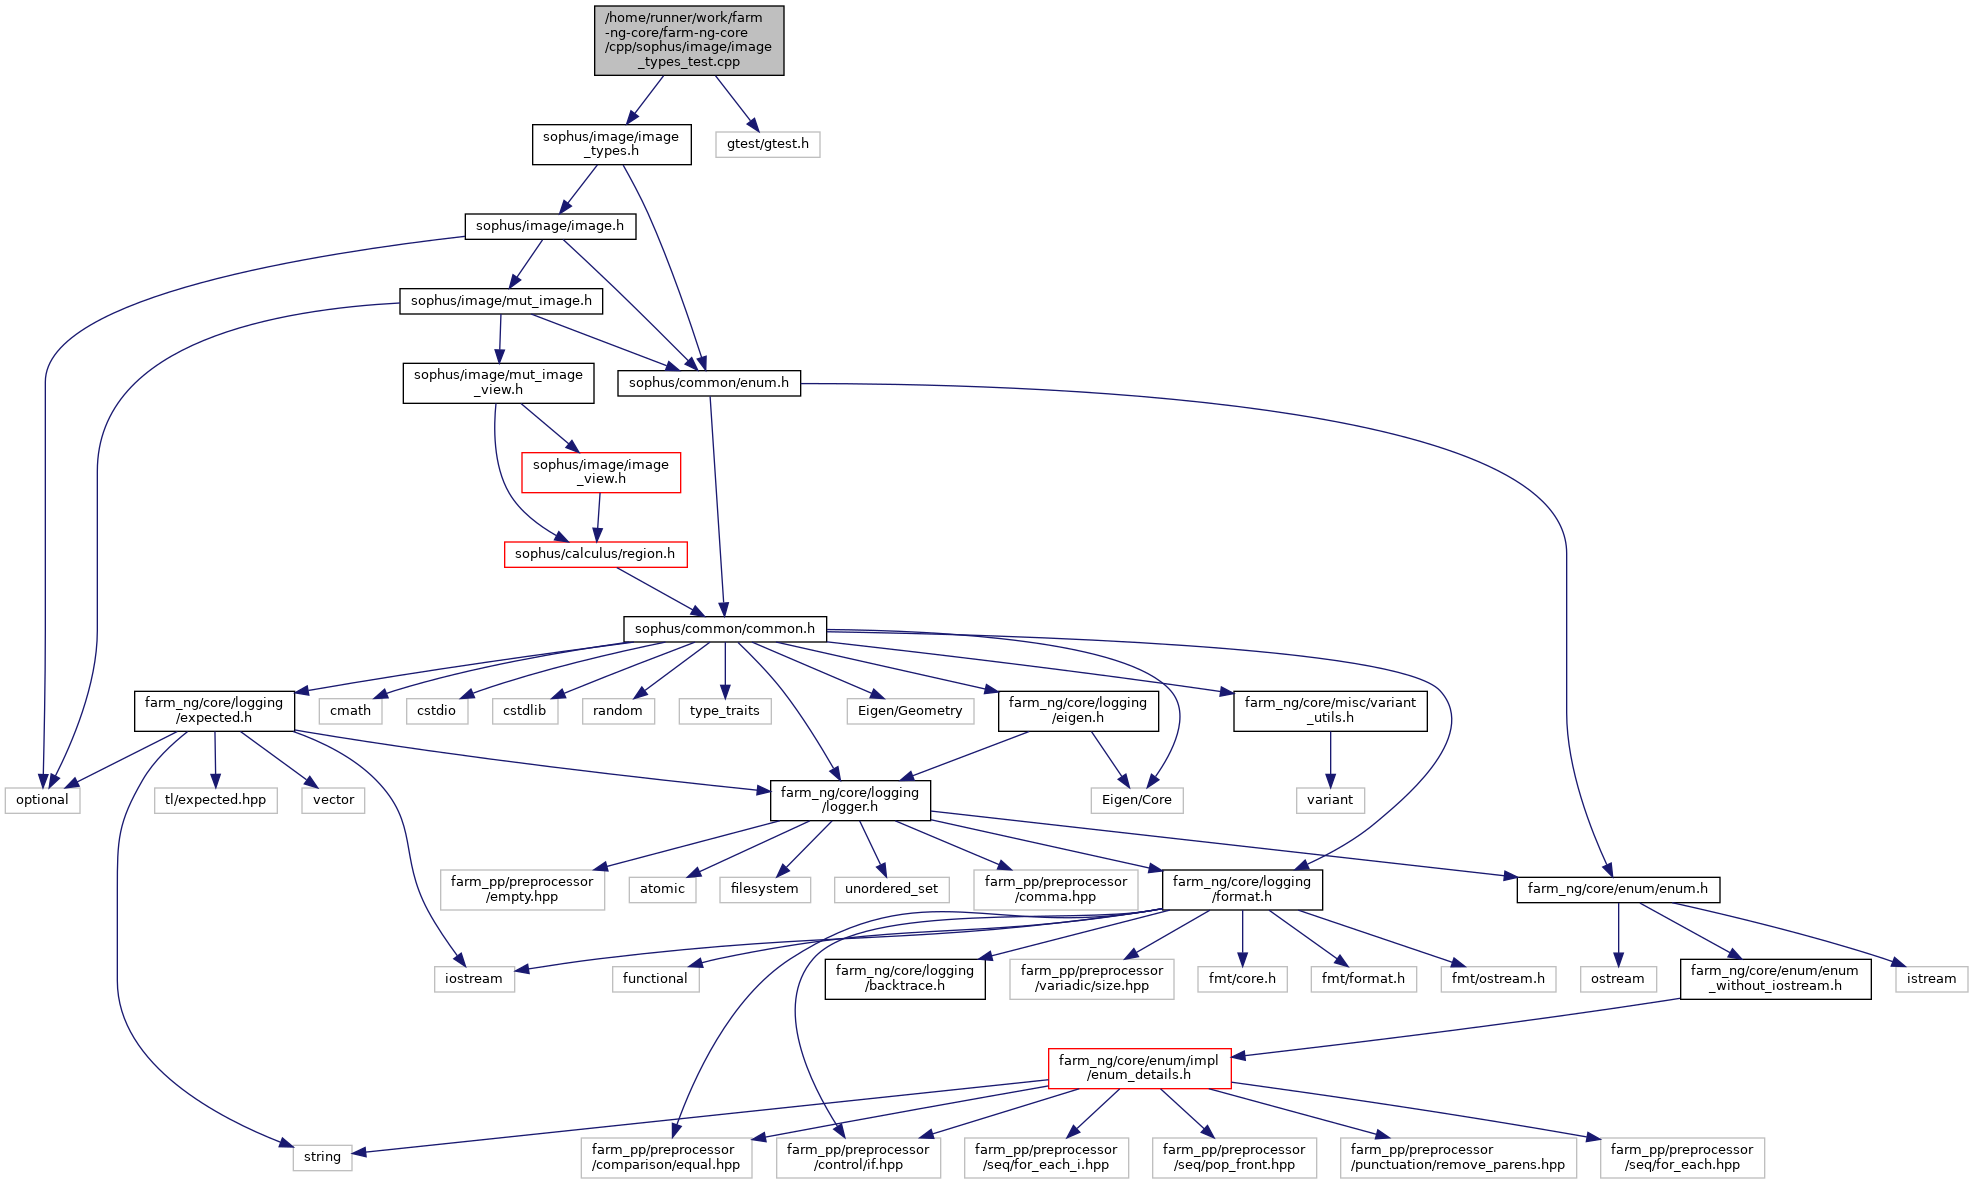 /home/runner/work/farm
-ng-core/farm-ng-core
/cpp/sophus/image/image
_types_test.cpp
sophus/image/image
_types.h
gtest/gtest.h
sophus/image/image.h
sophus/image/mut_image.h
sophus/image/mut_image
_view.h
sophus/common/enum.h
sophus/image/image
_view.h
sophus/calculus/region.h
sophus/common/common.h
farm_ng/core/logging
/expected.h
cmath
cstdio
cstdlib
random
type_traits
Eigen/Geometry
farm_ng/core/logging
/eigen.h
farm_ng/core/misc/variant
_utils.h
optional
tl/expected.hpp
vector
farm_ng/core/logging
/logger.h
Eigen/Core
variant
farm_pp/preprocessor
/empty.hpp
atomic
filesystem
unordered_set
farm_pp/preprocessor
/comma.hpp
farm_ng/core/logging
/format.h
farm_ng/core/enum/enum.h
iostream
functional
farm_ng/core/logging
/backtrace.h
farm_pp/preprocessor
/variadic/size.hpp
fmt/core.h
fmt/format.h
fmt/ostream.h
ostream
farm_ng/core/enum/enum
_without_iostream.h
istream
farm_ng/core/enum/impl
/enum_details.h
string
farm_pp/preprocessor
/comparison/equal.hpp
farm_pp/preprocessor
/control/if.hpp
farm_pp/preprocessor
/seq/for_each_i.hpp
farm_pp/preprocessor
/seq/pop_front.hpp
farm_pp/preprocessor
/punctuation/remove_parens.hpp
farm_pp/preprocessor
/seq/for_each.hpp